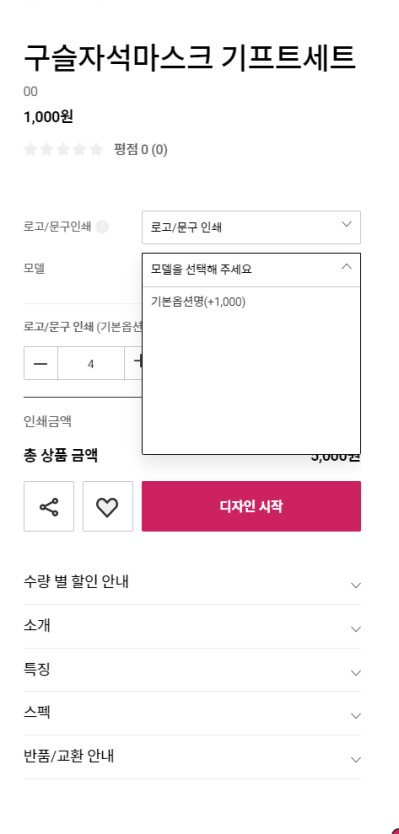 구슬자석마스크 기프트세트
00
1,000원
평점 0 (0)
로고/문구인쇄
로고/문구 인쇄
모델
모델을 선택해 주세요
기본옵션명(+1,000)
로고/문구 인쇄 (기본옵션
4
인쇄금액
총 상품 금액 5,000원
디자인 시작
수량 별 할인 안내
소개
특징
스펙
반품/교환 안내